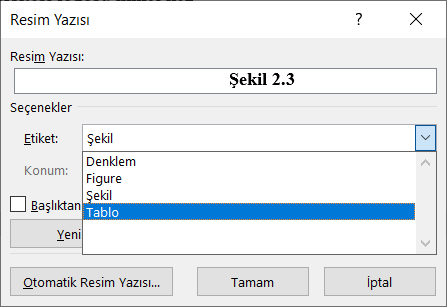 Resim Yazısı
? ×
Resim Yazısı:
Şekil 2.3
Seçenekler
Etiket: Şekil
Denklem
Konum:
Figure
Şekil
Başlıktan
Tablo
Yeni
Otomatik Resim Yazısı... Tamam İptal